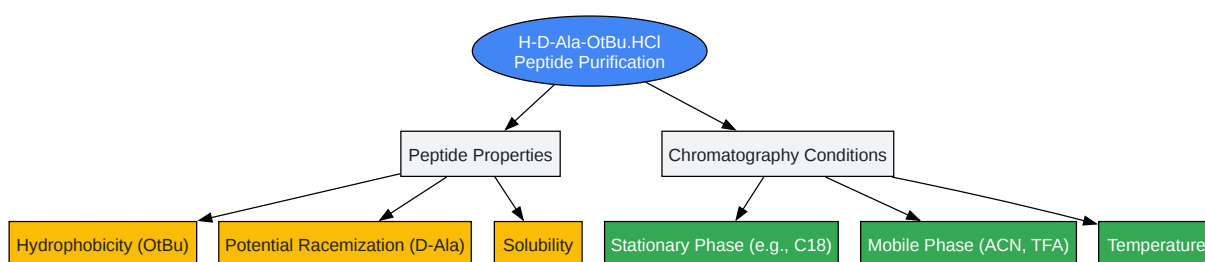 H-D-Ala-OtBu.HCl
Peptide Purification
Peptide Properties
Chromatography Conditions
Hydrophobicity (OtBu)
Potential Racemization (D-Ala)
Solubility
Stationary Phase (e.g., C18)
Mobile Phase (ACN, TFA)
Temperature